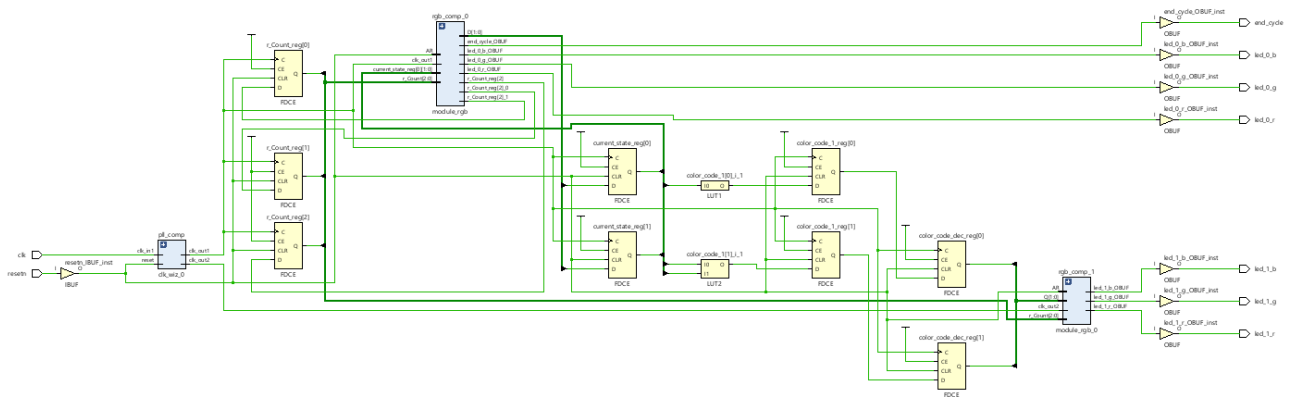 rgb_comp_0
D[1:0]
end_cycle_OBUF
led_0_b_OBUF
led_0_g_OBUF
led_0_r_OBUF
r_Count_reg[2]
r_Count_reg[2]_0
r_Count_reg[2]_1
AR
clk_out1
current_state_reg[0][1:0]
r_Count[2:0]
module_rgb
end_cycle_OBUF_inst
I
O
OBUF
end_cycle
led_0_b_OBUF_inst
I
O
OBUF
led_0_b
led_0_g_OBUF_inst
I
O
OBUF
led_0_g
led_0_r_OBUF_inst
I
O
OBUF
led_0_r
r_Count_reg[0]
C
CE
CLR
D
Q
FDCE
r_Count_reg[1]
C
CE
CLR
D
Q
FDCE
r_Count_reg[2]
C
CE
CLR
D
Q
FDCE
current_state_reg[0]
C
CE
CLR
D
Q
FDCE
color_code_1[0]_i_1
I0
O
LUT1
color_code_1_reg[0]
C
CE
CLR
D
Q
FDCE
current_state_reg[1]
C
CE
CLR
D
Q
FDCE
color_code_1[1]_i_1
I0
O
I1
LUT2
color_code_1_reg[1]
C
CE
CLR
D
Q
FDCE
clk
resetn
resetn_IBUF_inst
I
O
IBUF
pll_comp
clk_in1
reset
clk_out1
clk_out2
clk_wiz_0
color_code_dec_reg[0]
C
CE
CLR
D
Q
FDCE
color_code_dec_reg[1]
C
CE
CLR
D
Q
FDCE
rgb_comp_1
AR
Q[1:0]
clk_out2
r_Count[2:0]
led_1_b_OBUF
led_1_g_OBUF
led_1_r_OBUF
module_rgb_0
led_1_b_OBUF_inst
I
O
OBUF
led_1_b
led_1_g_OBUF_inst
I
O
OBUF
led_1_g
led_1_r_OBUF_inst
I
O
OBUF
led_1_r